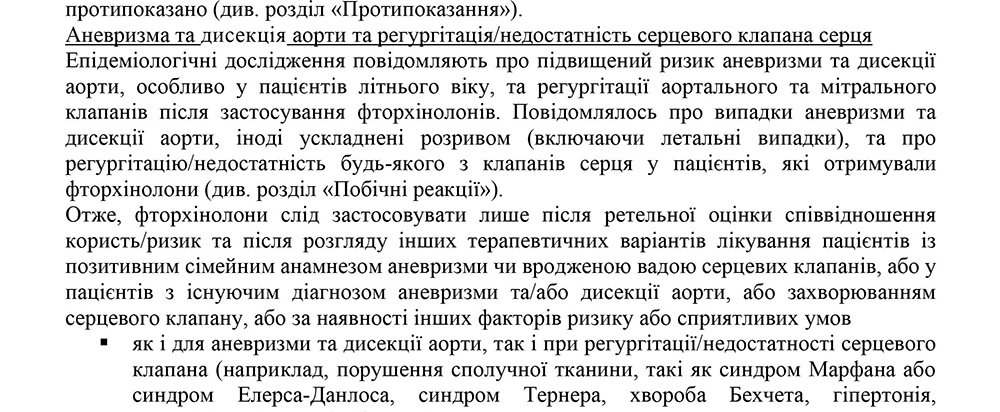 протипоказано (див. розділ «Протипоказання»).
Аневризма та дисекція аорти та регургітація/недостатність серцевого клапана серця
Епідеміологічні дослідження повідомляють про підвищений ризик аневризми та дисекції
аорти, особливо у пацієнтів літнього віку, та регургітації аортального та мітрального
клапанів після застосування фторхінолонів. Повідомлялось про випадки аневризми та
дисекції аорти, іноді ускладнені розривом (включаючи летальні випадки), та про
регургітацію/недостатність будь-якого з клапанів серця у пацієнтів, які отримували
фторхінолони (див. розділ «Побічні реакції»).
Отже, фторхінолони слід застосовувати лише після ретельної оцінки співвідношення
користь/ризик та після розгляду інших терапевтичних варіантів лікування пацієнтів із
позитивним сімейним анамнезом аневризми чи вродженою вадою серцевих клапанів, або у
пацієнтів з існуючим діагнозом аневризми та/або дисекції аорти, або захворюванням
серцевого клапану, або за наявності інших факторів ризику або сприятливих умов
▪ як і для аневризми та дисекції аорти, так і при регургітації/недостатності серцевого
клапана (наприклад, порушення сполучної тканини, такі як синдром Марфана або
синдром Елерса-Данлоса, синдром Тернера, хвороба Бехчета, гіпертонія,